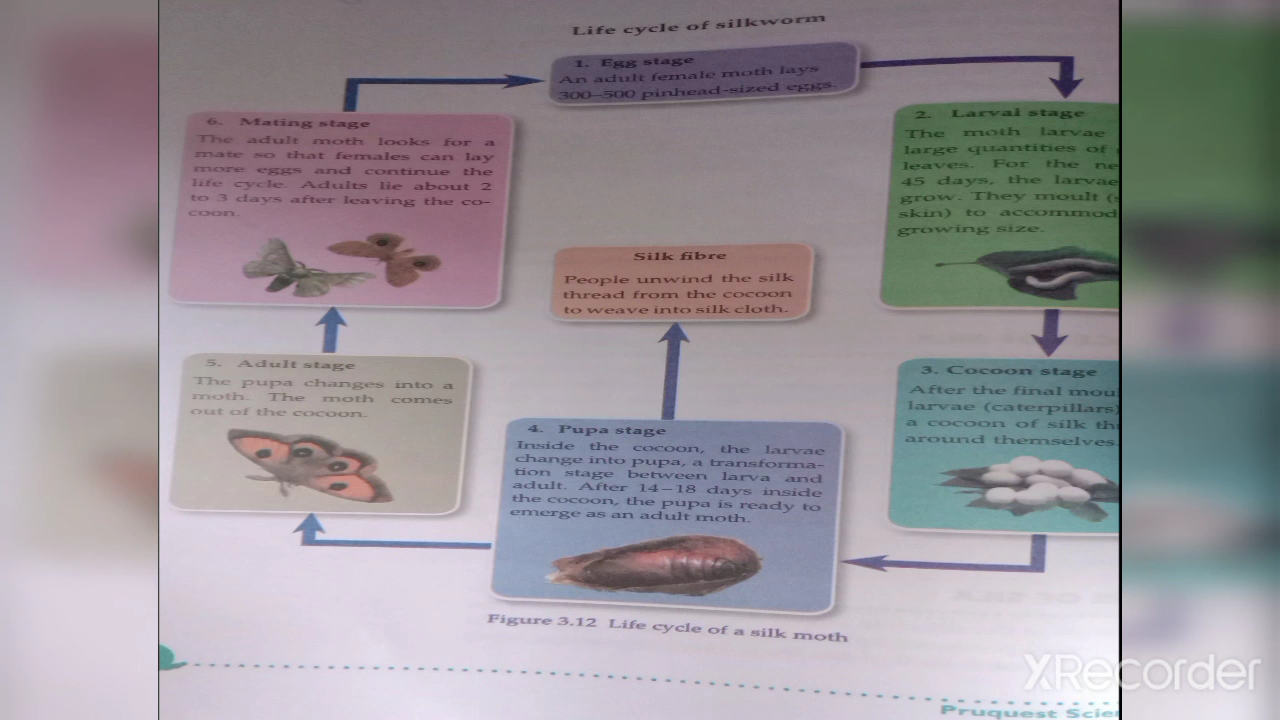 Life cycle of silkworm
1. Egg stage
An adult female moth lays
300–500 pinhead-sized eggs.
2. Larval stage
The moth larvae
large quantities of
leaves. For the
45 days, the larvae
grow. They moult
skin) to
growing size.
3. Cocoon stage
After the final
larvae (caterpillars)
a cocoon of silk
around themselves.
4. Pupa stage
Inside the cocoon, the larvae
change into pupa, a transforma-
tion stage between larva and
adult. After 14–18 days inside
the cocoon, the pupa is ready to
emerge as an adult moth.
5. Adult stage
The pupa changes into a
moth. The moth comes
out of the cocoon.
6. Mating stage
The adult moth looks for a
mate so that females can lay
more eggs and continue the
life cycle. Adults lie about 2
to 3 days after leaving the co-
coon.
Silk fibre
People unwind the silk
thread from the cocoon
to weave into silk cloth.
Figure 3.12 Life cycle of a silk moth
Pruquest
XRecorder